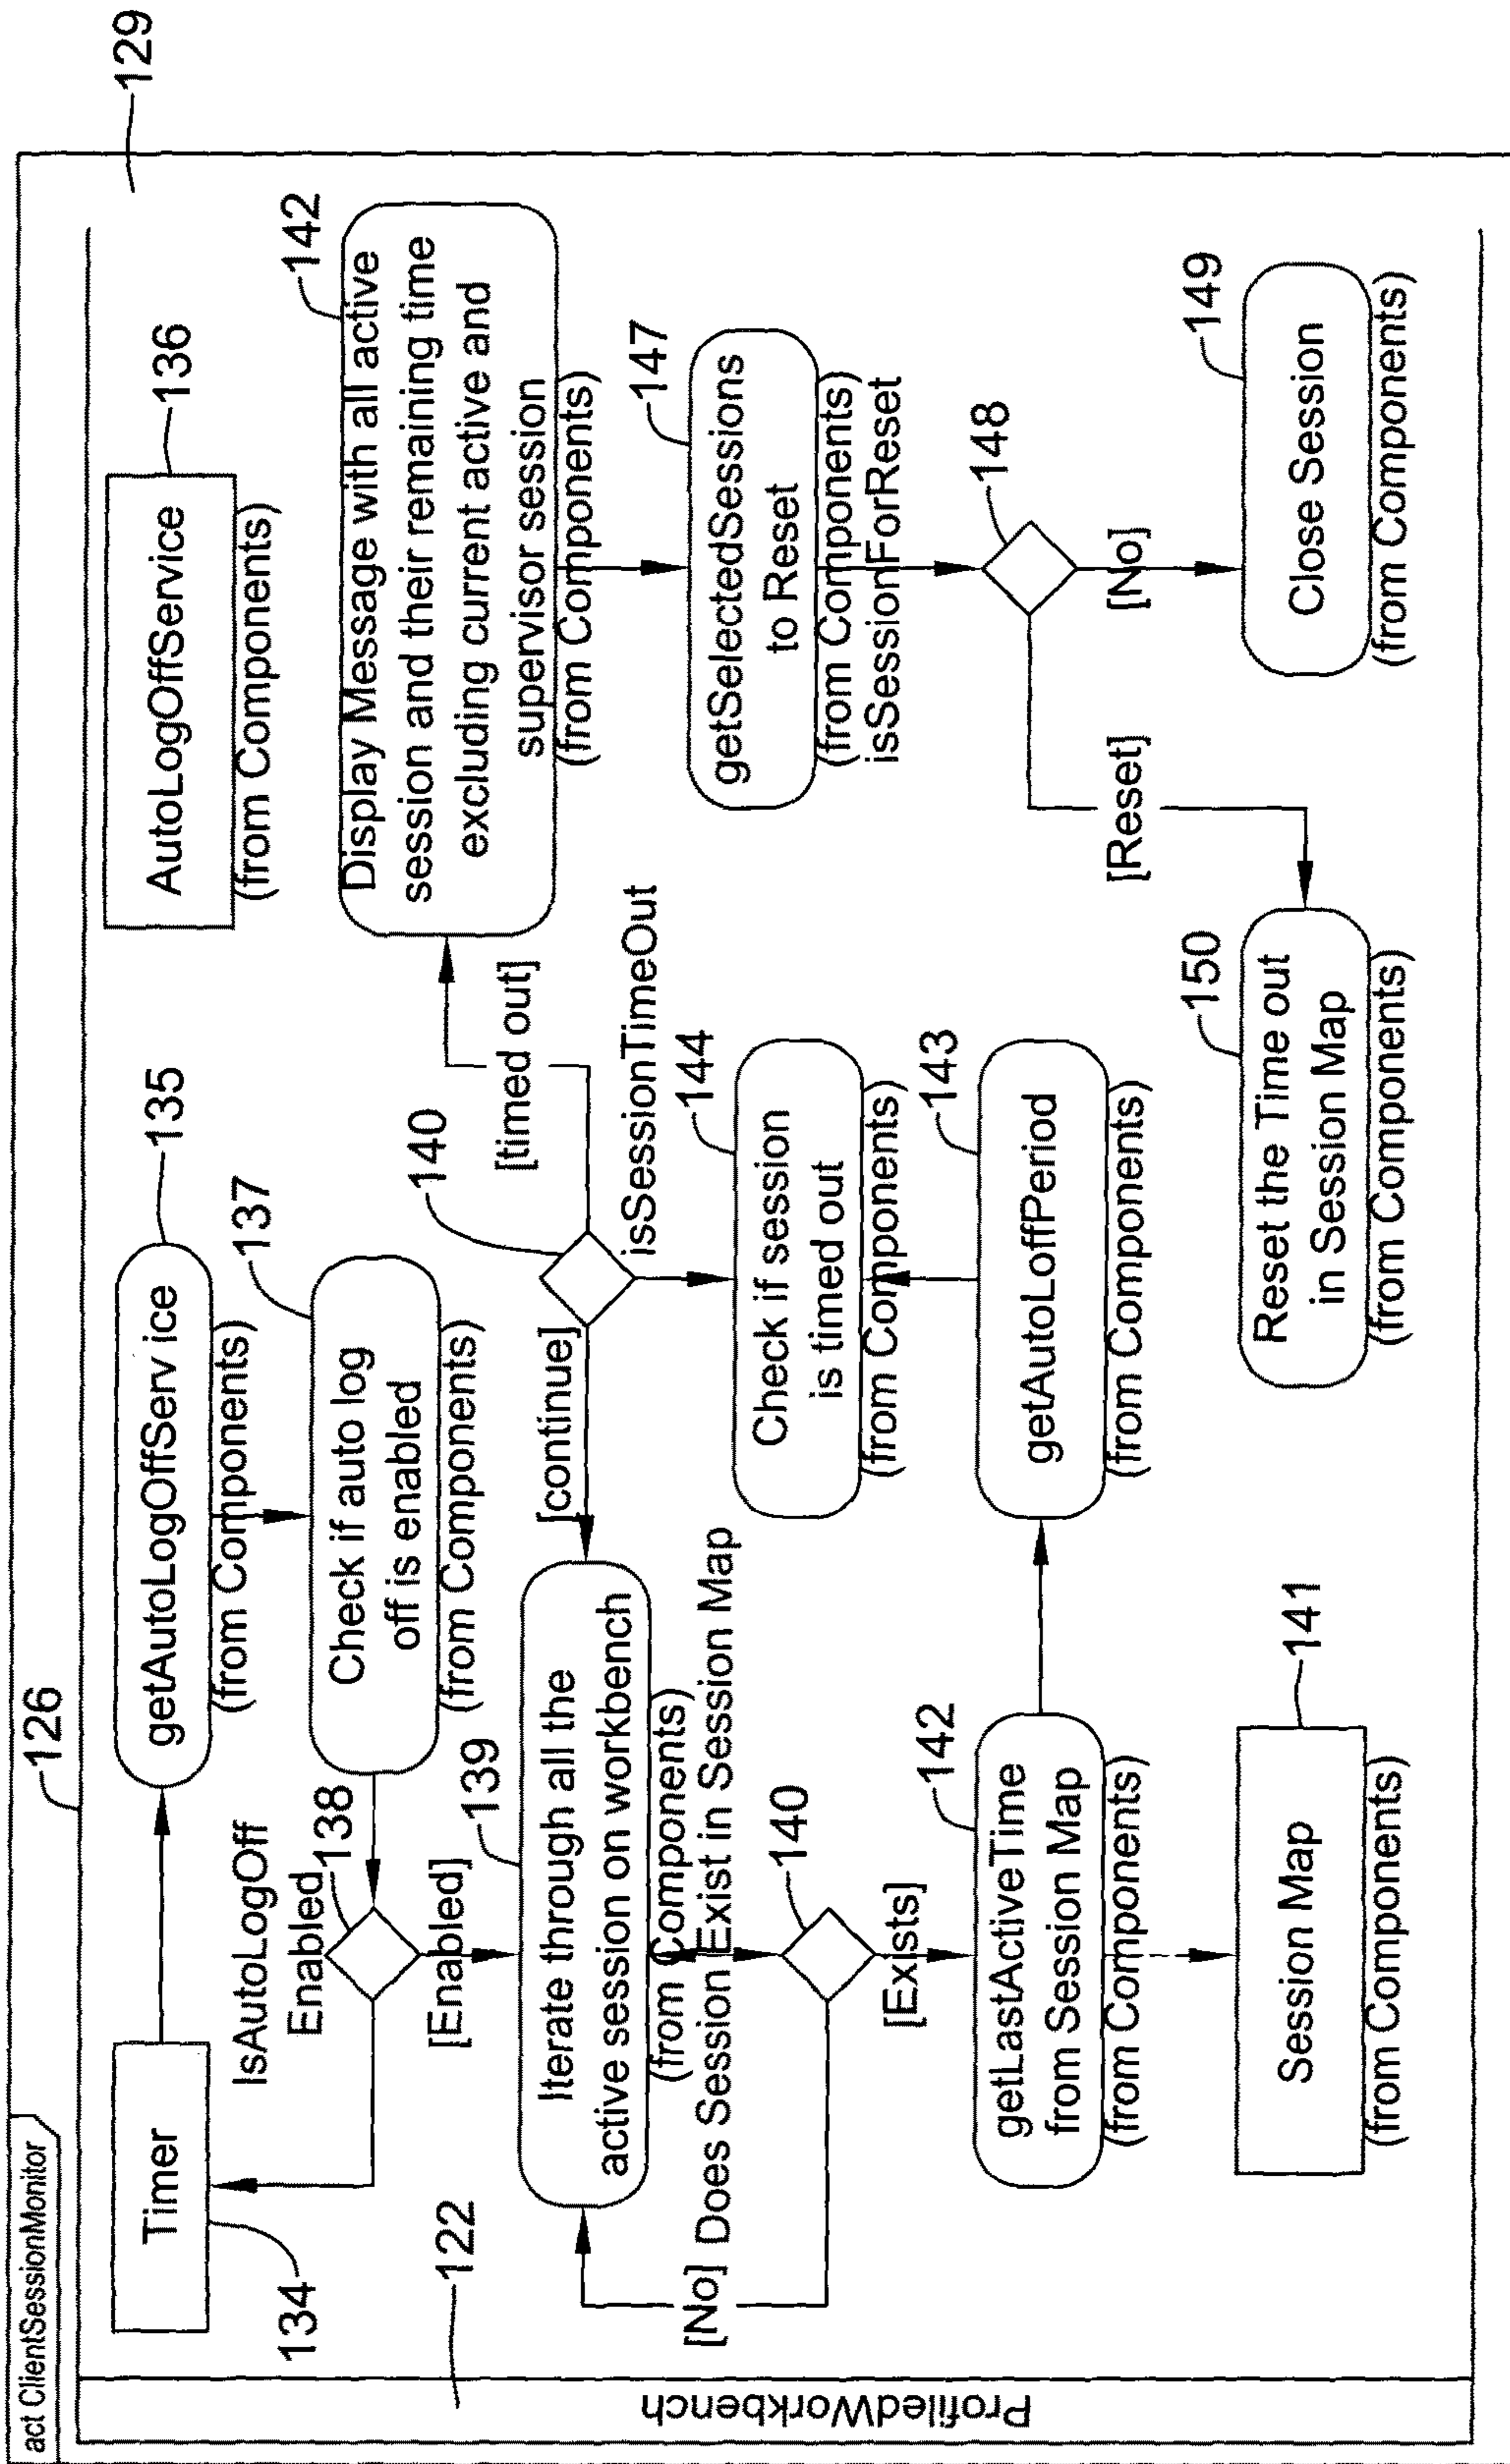 act ClientSessionMonitor
126
129
ProfiledWorkbench
122
Timer
134
getAutoLogOffServ ice
(from Components)
135
AutoLogOffService
(from Components)
136
IsAutoLogOff
Enabled
138
Check if auto log
off is enabled
(from Components)
137
[Enabled]
Iterate through all the
active session on workbench
(from Components)
139
[continue]
140
isSessionTimeOut
[timed out]
Display Message with all active
session and their remaining time
excluding current active and
supervisor session
(from Components)
142
[No] Does Session Exist in Session Map
140
[Exists]
Check if session
is timed out
(from Components)
144
getSelectedSessions
to Reset
(from Components)
isSessionForReset
147
getLastActiveTime
from Session Map
(from Components)
142
getAutoLoffPeriod
(from Components)
143
148
[No]
[Reset]
Session Map
(from Components)
141
Reset the Time out
in Session Map
(from Components)
150
Close Session
(from Components)
149